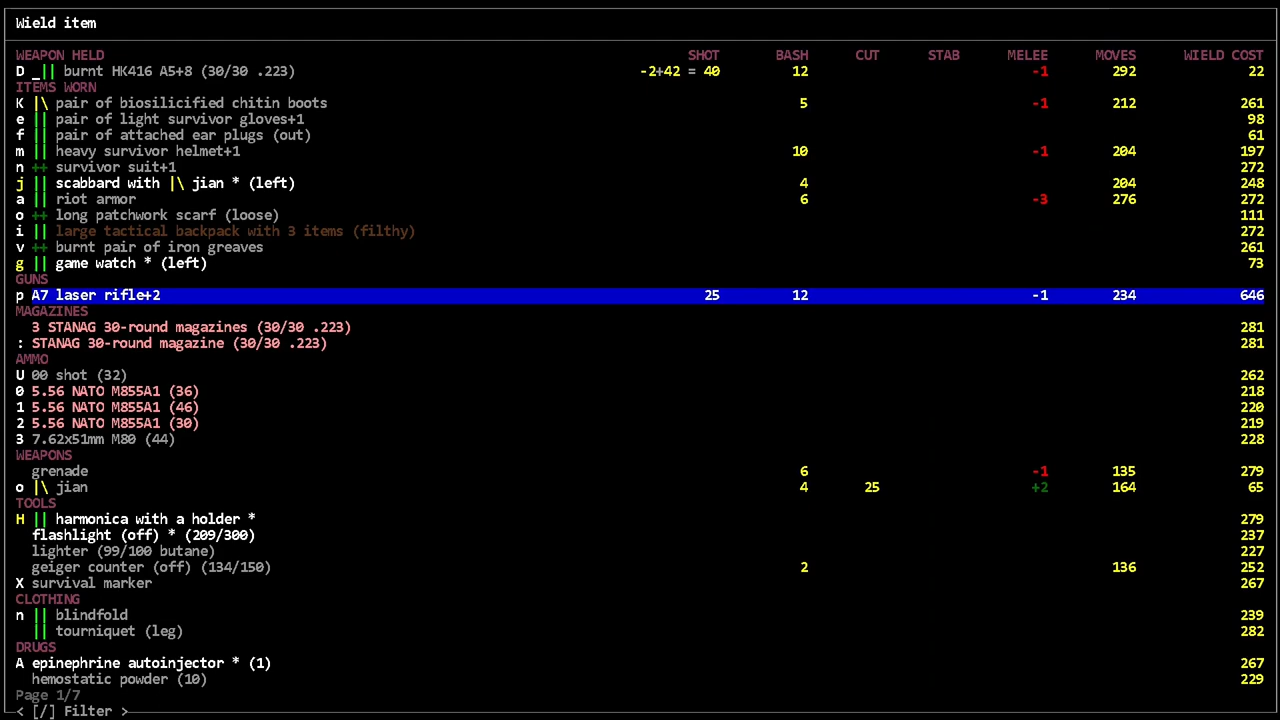 Wield item
WEAPON HELD SHOT BASH CUT STAB MELEE MOVES WIELD COST
D _|| burnt HK416 A5+8 (30/30 .223) -2+42 = 40 12 -1 292 22
ITEMS WORN
K |\ pair of biosilicified chitin boots 5 -1 212 261
e || pair of light survivor gloves+1 98
f || pair of attached ear plugs (out) 61
m || heavy survivor helmet+1 10 -1 204 197
n ++ survivor suit+1 272
j || scabbard with |\ jian * (left) 4 204 248
a || riot armor 6 -3 276 272
o ++ long patchwork scarf (loose) 111
i || large tactical backpack with 3 items (filthy) 272
v ++ burnt pair of iron greaves 261
g || game watch * (left) 73
GUNS
p A7 laser rifle+2 25 12 -1 234 646
MAGAZINES
3 STANAG 30-round magazines (30/30 .223) 281
: STANAG 30-round magazine (30/30 .223) 281
AMMO
U 00 shot (32) 262
0 5.56 NATO M855A1 (36) 218
1 5.56 NATO M855A1 (46) 220
2 5.56 NATO M855A1 (30) 219
3 7.62x51mm M80 (44) 228
WEAPONS
grenade 6 -1 135 279
o |\ jian 4 25 +2 164 65
TOOLS
H || harmonica with a holder * 279
flashlight (off) * (209/300) 237
lighter (99/100 butane) 227
geiger counter (off) (134/150) 2 136 252
X survival marker 267
CLOTHING
n || blindfold 239
|| tourniquet (leg) 282
DRUGS
A epinephrine autoinjector * (1) 267
hemostatic powder (10) 229
Page 1/7
< [/] Filter >